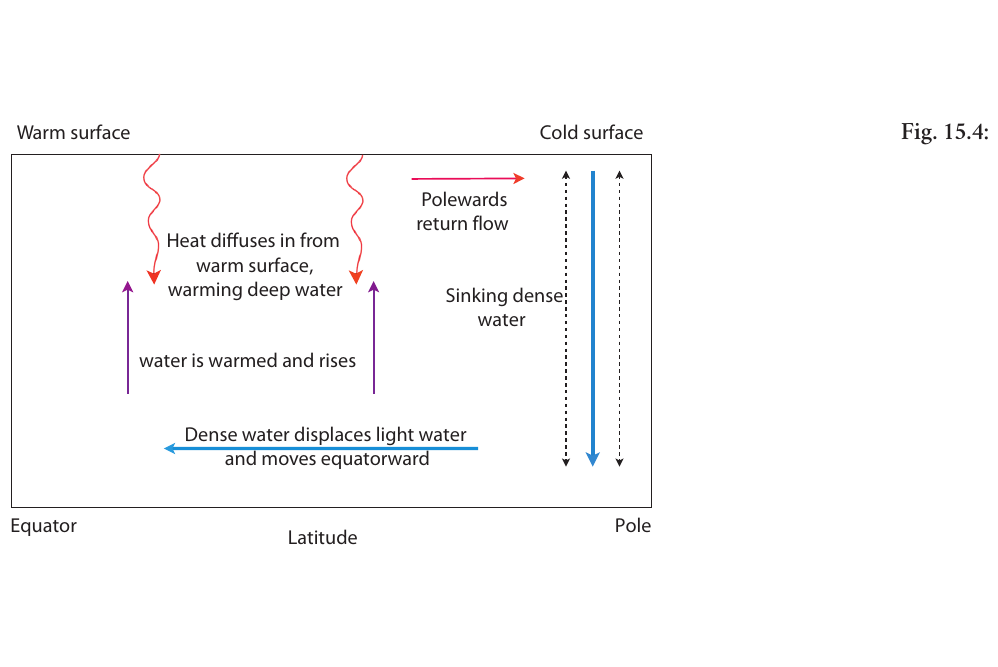 Warm surface
Cold surface
Fig. 15.4:
Polewards
return flow
Heat diffuses in from
warm surface,
warming deep water
Sinking dense
water
water is warmed and rises
Dense water displaces light water
and moves equatorward
Equator
Latitude
Pole